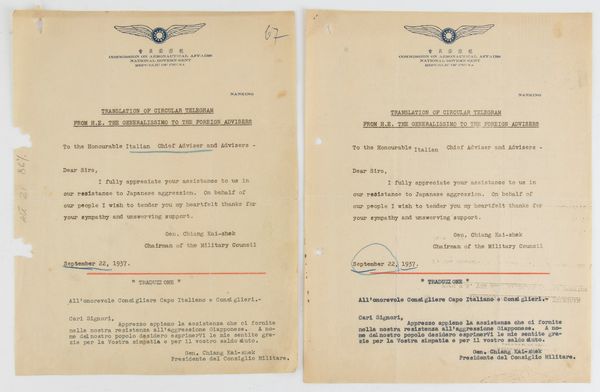 67
COMMISSION ON AERONAUTICAL AFFAIRS
NATIONAL GOVERNMENT
REPUBLIC OF CHINA
NANKING
TRANSLATION OF CIRCULAR TELEGRAM
FROM H.E. THE GENERALISSIMO TO THE FOREIGN ADVISERS
To the Honourable Italian Chief Adviser and Advisers -
Dear Sirs,
I fully appreciate your assistance to us in
our resistance to Japanese aggression. On behalf of
our people I wish to tender you my heartfelt thanks for
your sympathy and unswerving support.
Gen. Chiang Kai-shek
Chairman of the Military Council
September 22, 1937.
" TRADUZIONE "
All'onorevole Consigliere Capo Italiano e Consiglieri.-
Cari Signori,
Apprezzo appieno la assistenza che ci fornite
nella nostra resistenza all'aggressione Giapponese. A no-
me del nostro popolo desidero esprimerVi le mie sentite gra-
zie per la Vostra simpatia e per il vostro saldo aiuto.
Gen. Chiang Kai-shek
Presidente del Consiglio Militare.
COMMISSION ON AERONAUTICAL AFFAIRS
NATIONAL GOVERNMENT
REPUBLIC OF CHINA
NANKING
TRANSLATION OF CIRCULAR TELEGRAM
FROM H.E. THE GENERALISSIMO TO THE FOREIGN ADVISERS
To the Honourable Italian Chief Adviser and Advisers -
Dear Sirs,
I fully appreciate your assistance to us in
our resistance to Japanese aggression. On behalf of
our people I wish to tender you my heartfelt thanks for
your sympathy and unswerving support.
Gen. Chiang Kai-shek
Chairman of the Military Council
September 22, 1937.
" TRADUZIONE "
All'onorevole Consigliere Capo Italiano e Consiglieri.-
Cari Signori,
Apprezzo appieno la assistenza che ci fornite
nella nostra resistenza all'aggressione Giapponese. A no-
me del nostro popolo desidero esprimerVi le mie sentite gra-
zie per la Vostra simpatia e per il vostro saldo aiuto.
Gen. Chiang Kai-shek
Presidente del Consiglio Militare.